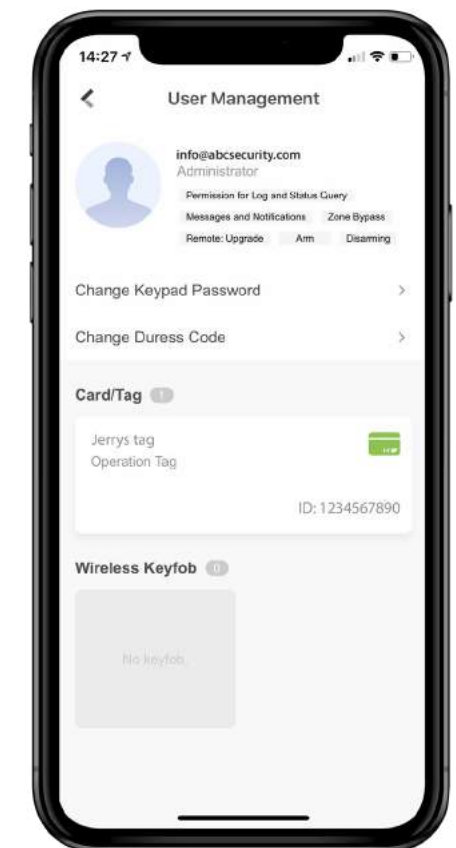 14:27
User Management
info@abcsecurity.com
Administrator
Permission for Log and Status Query
Messages and Notifications Zone Bypass
Remote: Upgrade Arm Disarming
Change Keypad Password
Change Duress Code
Card/Tag 1
Jerrys tag
Operation Tag
ID: 1234567890
Wireless Keyfob 0
No keyfob.